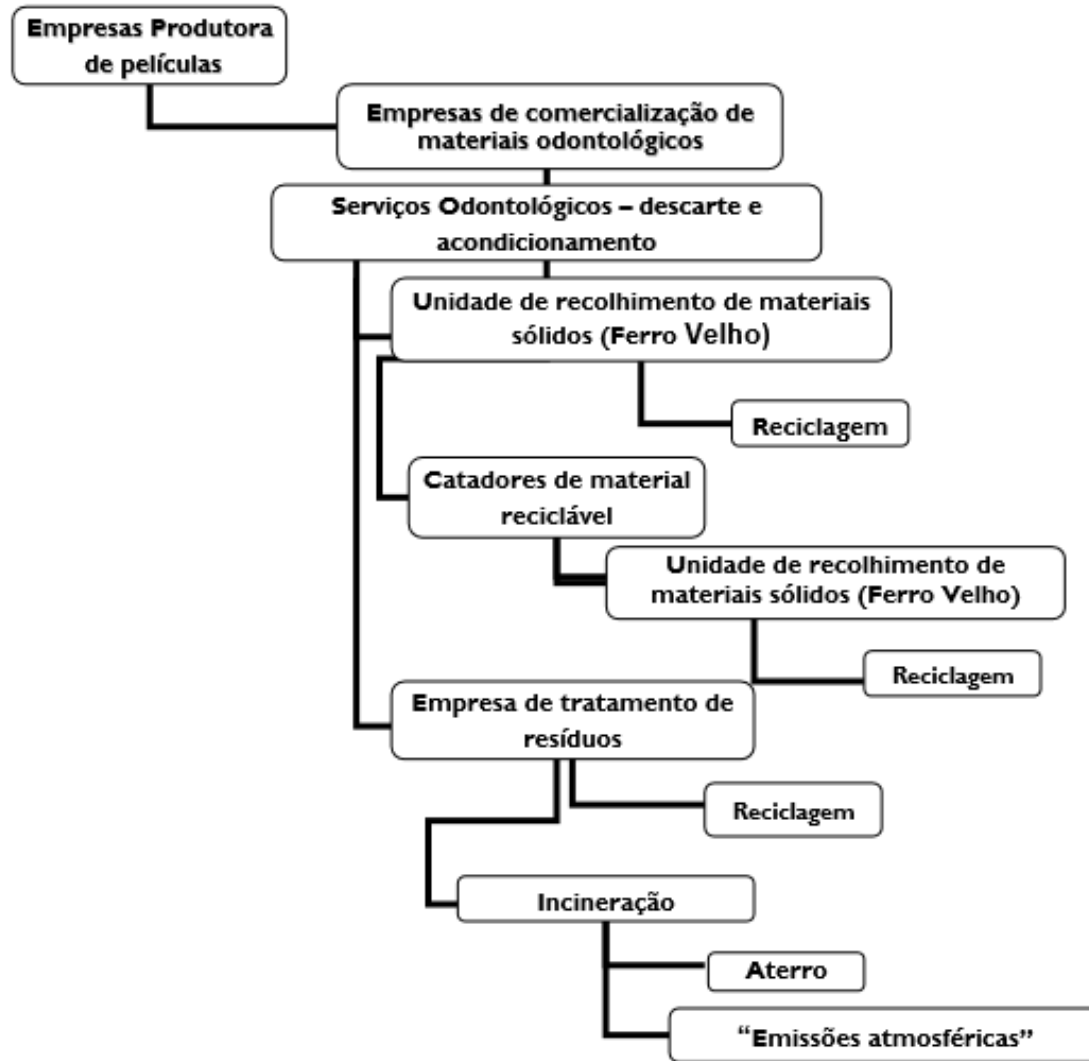 Empresas Produtora
de películas
Empresas de comercialização de
materiais odontológicos
Serviços Odontológicos – descarte e
acondicionamento
Unidade de recolhimento de materiais
sólidos (Ferro Velho)
Reciclagem
Catadores de material
reciclável
Unidade de recolhimento de
materiais sólidos (Ferro Velho)
Reciclagem
Empresa de tratamento de
resíduos
Reciclagem
Incineração
Aterro
“Emissões atmosféricas”